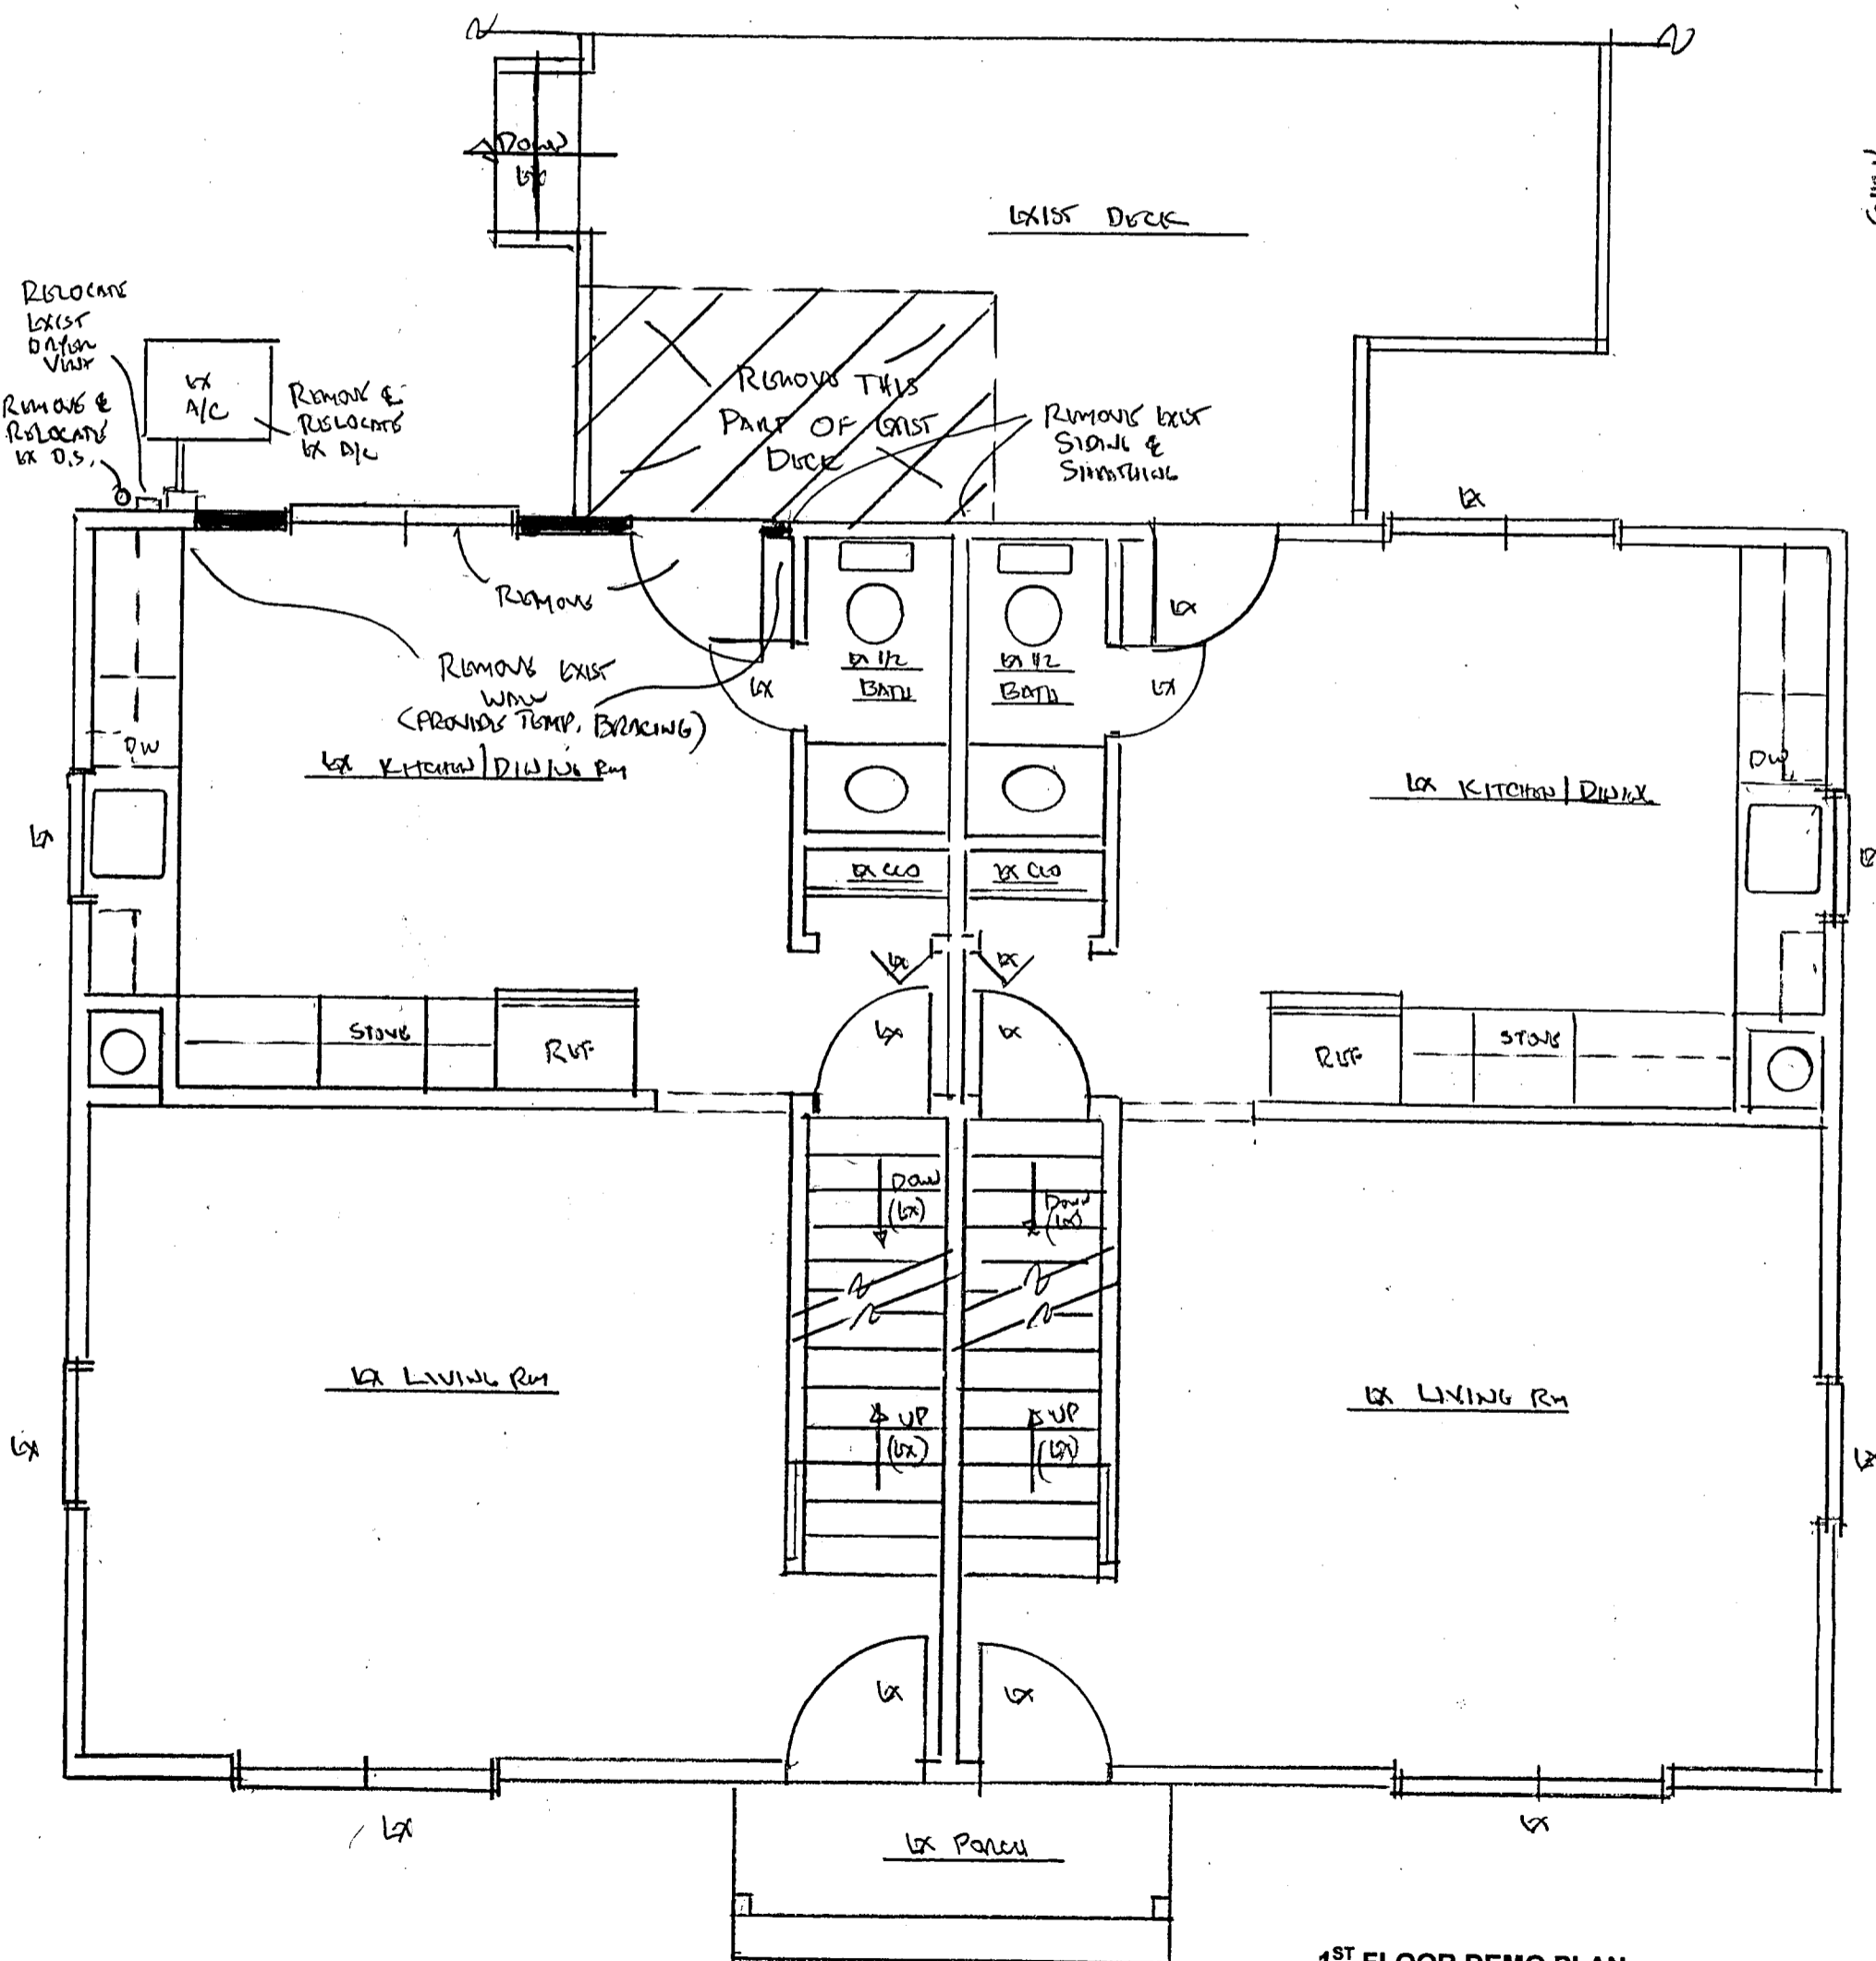 DOWN
EX
EXIST DECK
RELOCATE
EXIST
DRYER
VENT
EX
A/C
REMOVE &
RELOCATE
EX A/C
REMOVE &
RELOCATE
EX D.S.
REMOVE THIS
PART OF EXIST
DECK
REMOVE EXIST
SIDING &
SHEATHING
EX
REMOVE
EX
REMOVE EXIST
WALL
(PROVIDE TEMP. BRACING)
EX
EX 1/2
BATH
EX 1/2
BATH
EX
DW
EX KITCHEN/DINING RM
DW
EX KITCHEN/DINING
EX
EX CLO
EX CLO
EX
EX
EX
EX
STOVE
REF
REF
STOVE
DOWN
(EX)
DOWN
(EX)
EX LIVING RM
EX LIVING RM
UP
(EX)
UP
(EX)
EX
EX
EX
EX
EX
EX
EX PORCH
1ST FLOOR DEMO PLAN